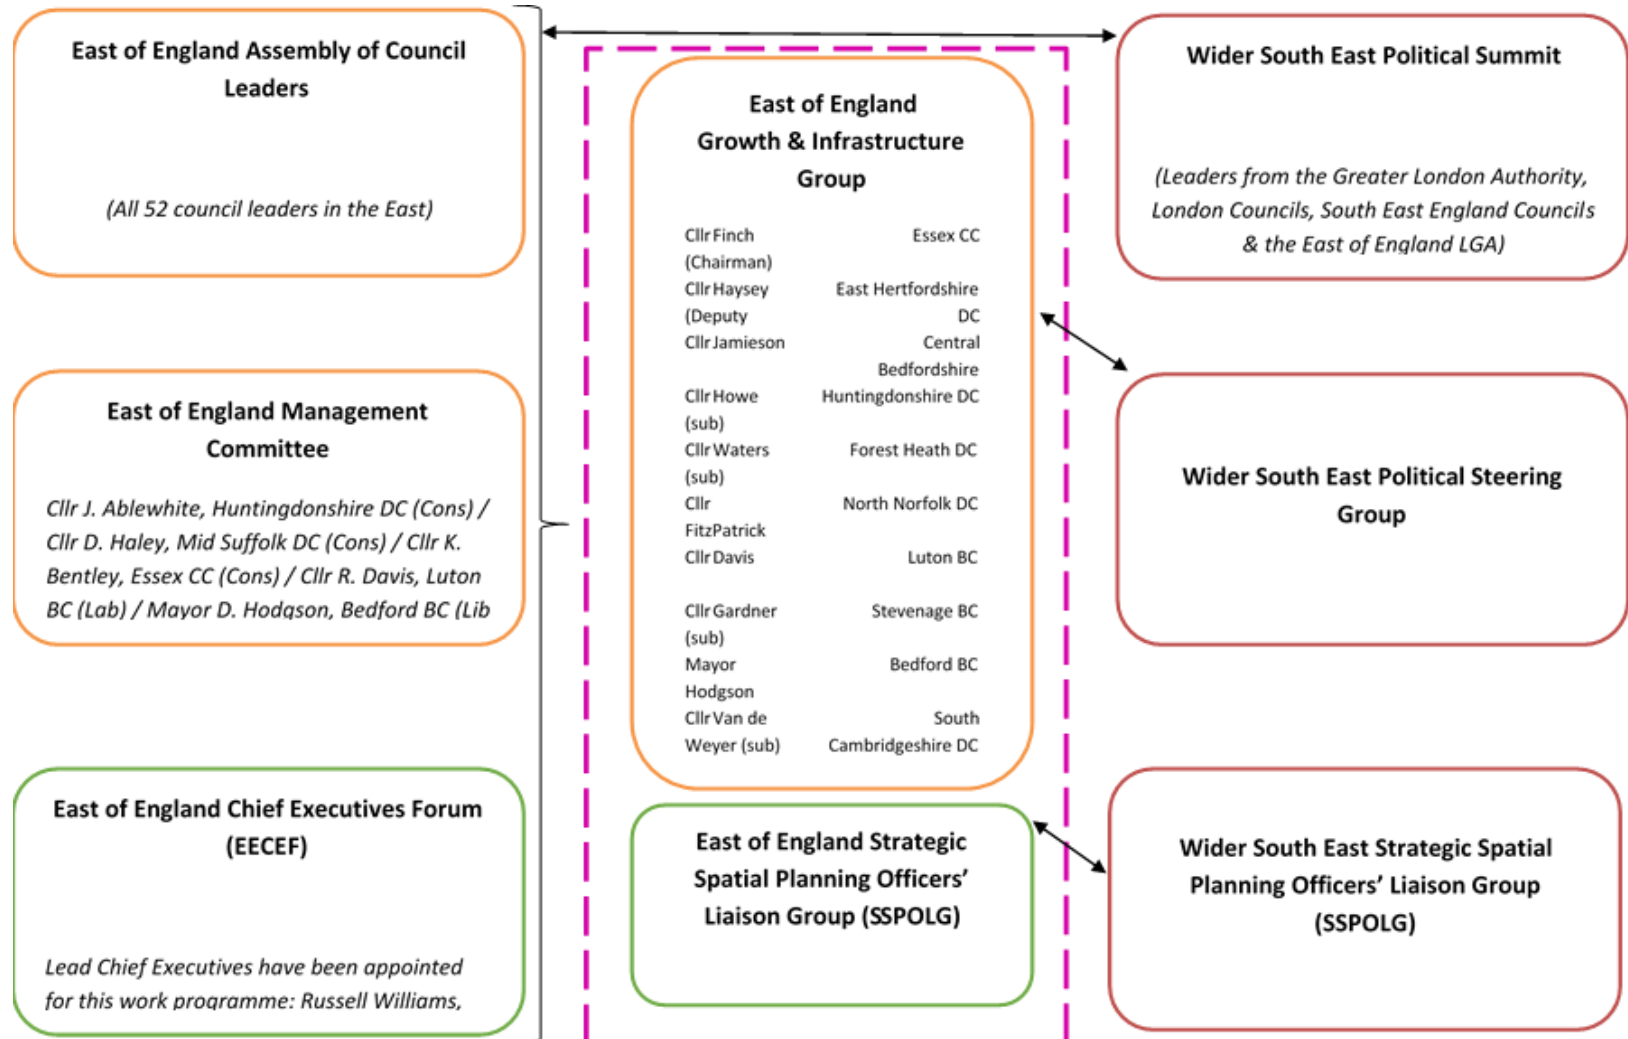 East of England Assembly of Council
Leaders
(All 52 council leaders in the East)
East of England Management
Committee
Cllr J. Ablewhite, Huntingdonshire DC (Cons) /
Cllr D. Haley, Mid Suffolk DC (Cons) / Cllr K.
Bentley, Essex CC (Cons) / Cllr R. Davis, Luton
BC (Lab) / Mayor D. Hodgson, Bedford BC (Lib
East of England Chief Executives Forum
(EECEF)
Lead Chief Executives have been appointed
for this work programme: Russell Williams,
East of England
Growth & Infrastructure
Group
Cllr Finch Essex CC
(Chairman)
Cllr Haysey East Hertfordshire
(Deputy DC
Cllr Jamieson Central
Bedfordshire
Cllr Howe Huntingdonshire DC
(sub)
Cllr Waters Forest Heath DC
(sub)
Cllr North Norfolk DC
FitzPatrick
Cllr Davis Luton BC
Cllr Gardner Stevenage BC
(sub)
Mayor Bedford BC
Hodgson
Cllr Van de South
Weyer (sub) Cambridgeshire DC
East of England Strategic
Spatial Planning Officers’
Liaison Group (SSPOLG)
Wider South East Political Summit
(Leaders from the Greater London Authority,
London Councils, South East England Councils
& the East of England LGA)
Wider South East Political Steering
Group
Wider South East Strategic Spatial
Planning Officers’ Liaison Group
(SSPOLG)